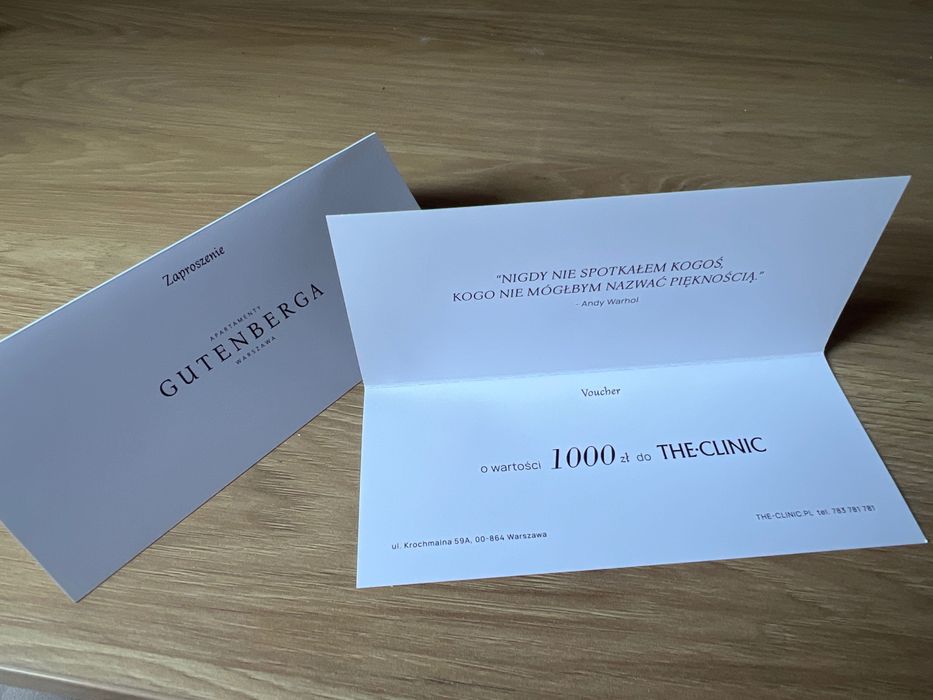 Zaproszenie
APARTAMENTY
GUTENBERGA
WARSZAWA
“NIGDY NIE SPOTKAŁEM KOGOŚ,
KOGO NIE MÓGŁBYM NAZWAĆ PIĘKNOŚCIĄ.”
- Andy Warhol
Voucher
o wartości 1000 zł do THE·CLINIC
ul. Krochmalna 59A, 00-864 Warszawa
THE-CLINIC.PL tel. 783 781 781